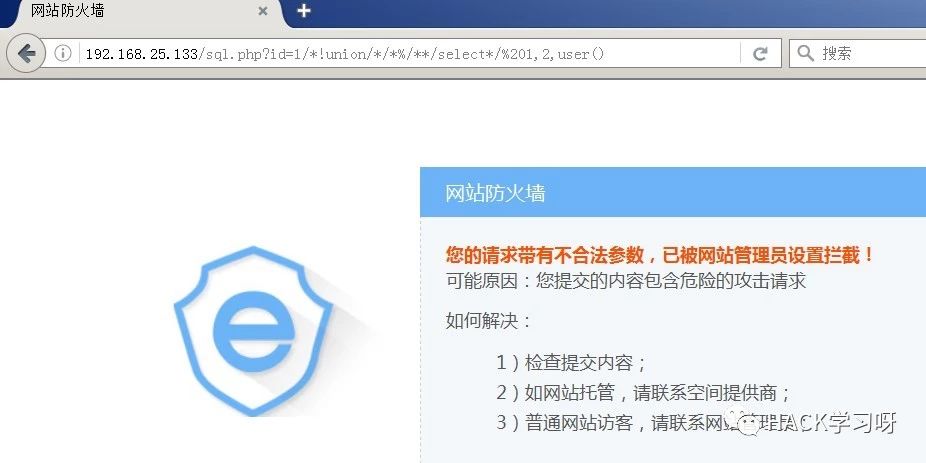 网站防火墙
192.168.25.133/sql.php?id=1/*!union/*/*%/**/select*/%201,2,user()
搜索
网站防火墙
您的请求带有不合法参数，已被网站管理员设置拦截！
可能原因：您提交的内容包含危险的攻击请求
如何解决：
1）检查提交内容；
2）如网站托管，请联系空间提供商；
3）普通网站访客，请联系网站管理员
HACK学习呀